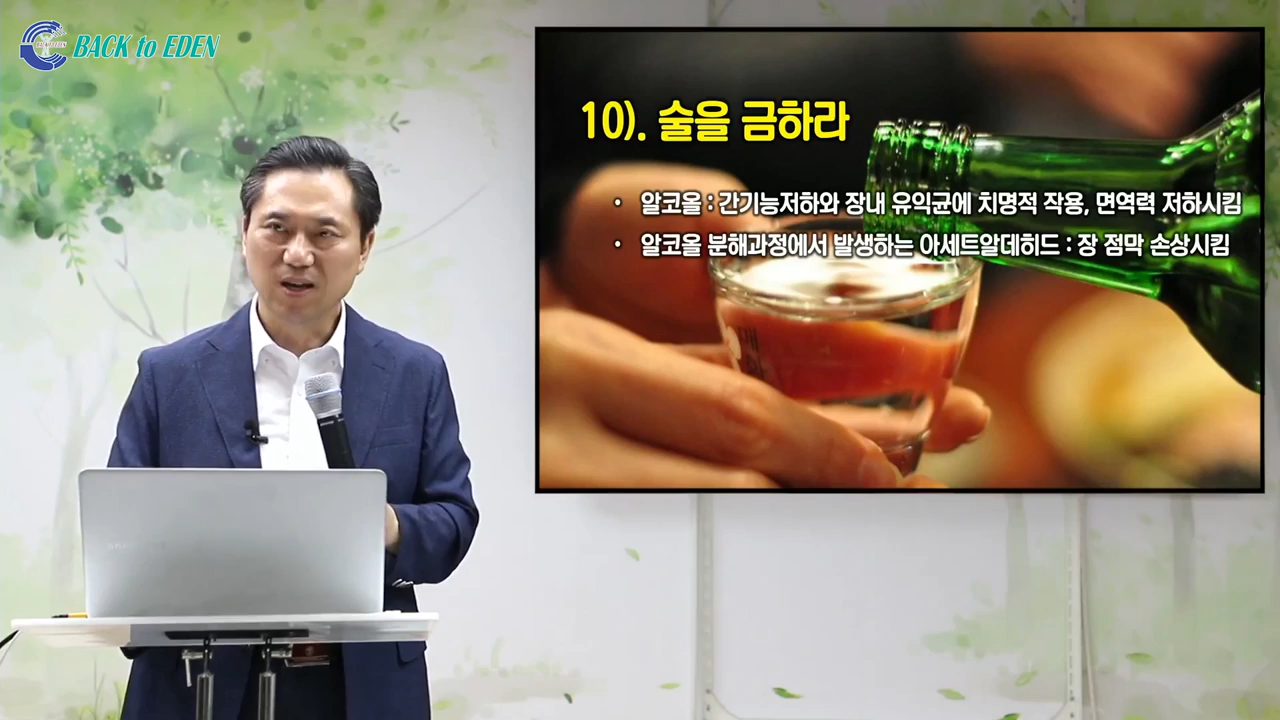 BACK to EDEN
10). 술을 금하라
• 알코올 : 간기능저하와 장내 유익균에 치명적 작용, 면역력 저하시킴
• 알코올 분해과정에서 발생하는 아세트알데히드 : 장 점막 손상시킴